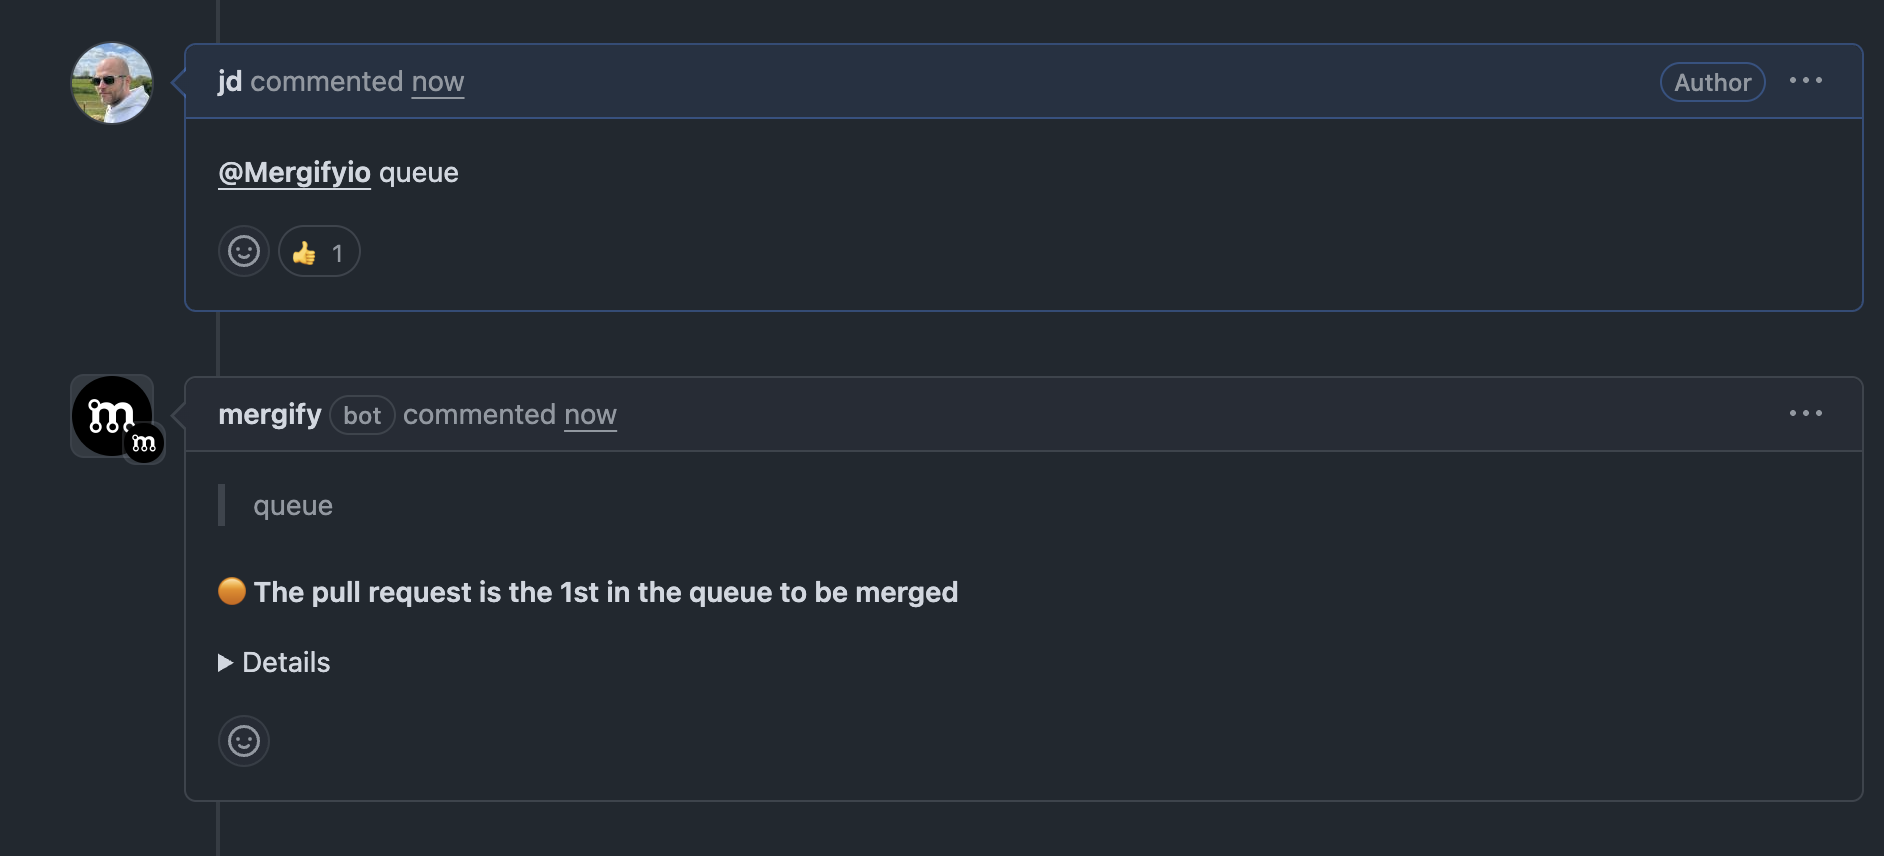 jd commented now
Author
@Mergifyio queue
👍 1
mergify bot commented now
queue
The pull request is the 1st in the queue to be merged
Details